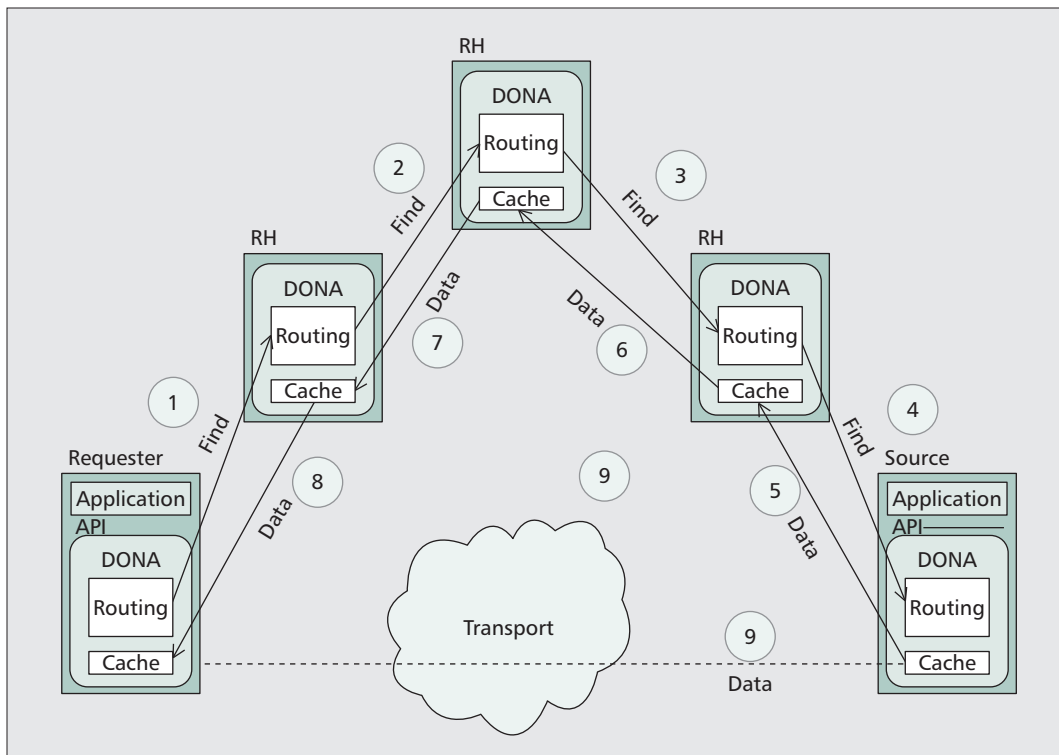 RH
DONA
Routing
Cache
2
Find
3
Find
RH
DONA
Routing
Cache
Data
7
RH
DONA
Routing
Cache
Data
6
1
Find
4
Find
Requester
Application
API
DONA
Routing
Cache
8
Data
9
Transport
9
Data
5
Data
Source
Application
API
DONA
Routing
Cache